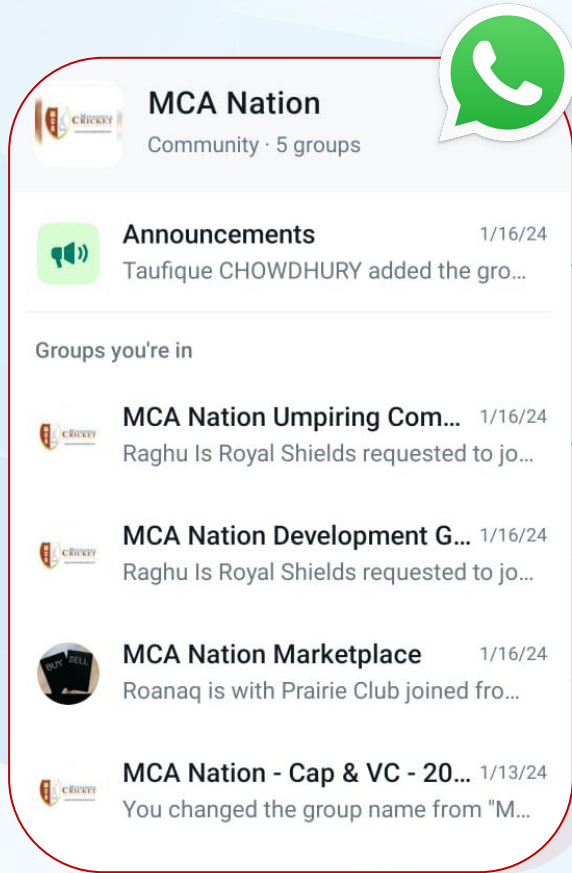 MCA Nation
Community · 5 groups
Announcements 1/16/24
Taufique CHOWDHURY added the gro...
Groups you're in
MCA Nation Umpiring Com... 1/16/24
Raghu Is Royal Shields requested to jo...
MCA Nation Development G... 1/16/24
Raghu Is Royal Shields requested to jo...
BUY SELL
MCA Nation Marketplace 1/16/24
Roanaq is with Prairie Club joined fro...
MCA Nation - Cap & VC - 20... 1/13/24
You changed the group name from "M...